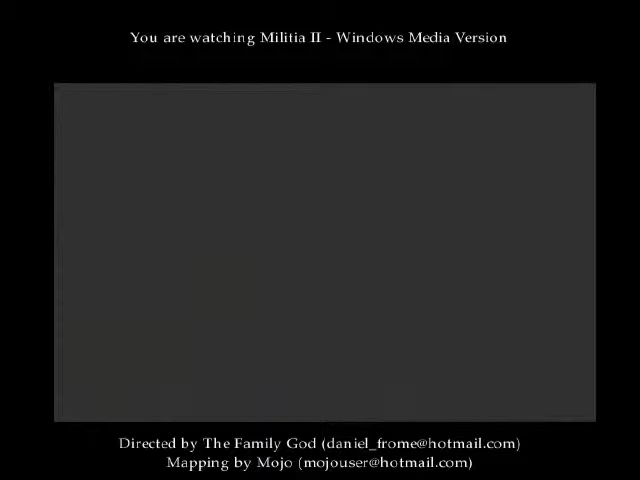 You are watching Militia II - Windows Media Version
Directed by The Family God (daniel_frome@hotmail.com)
Mapping by Mojo (mojouser@hotmail.com)